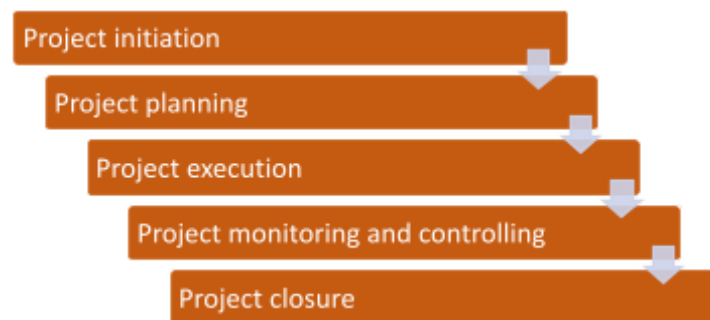 Project initiation
Project planning
Project execution
Project monitoring and controlling
Project closure